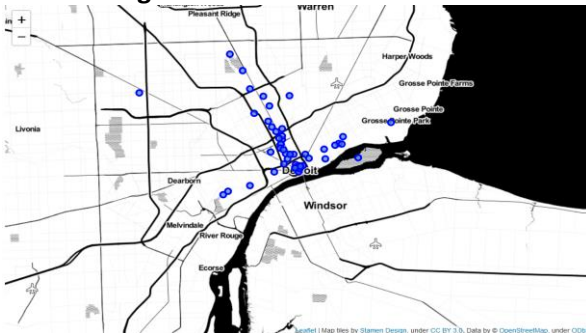 +
−
Pleasant Ridge
Warren
Harper Woods
Grosse Pointe Farms
Grosse Pointe
Grosse Pointe Park
Livonia
Dearborn
Detroit
Windsor
Melvindale
River Rouge
Ecorse
Leaflet | Map tiles by Stamen Design, under CC BY 3.0. Data by © OpenStreetMap, under ODb